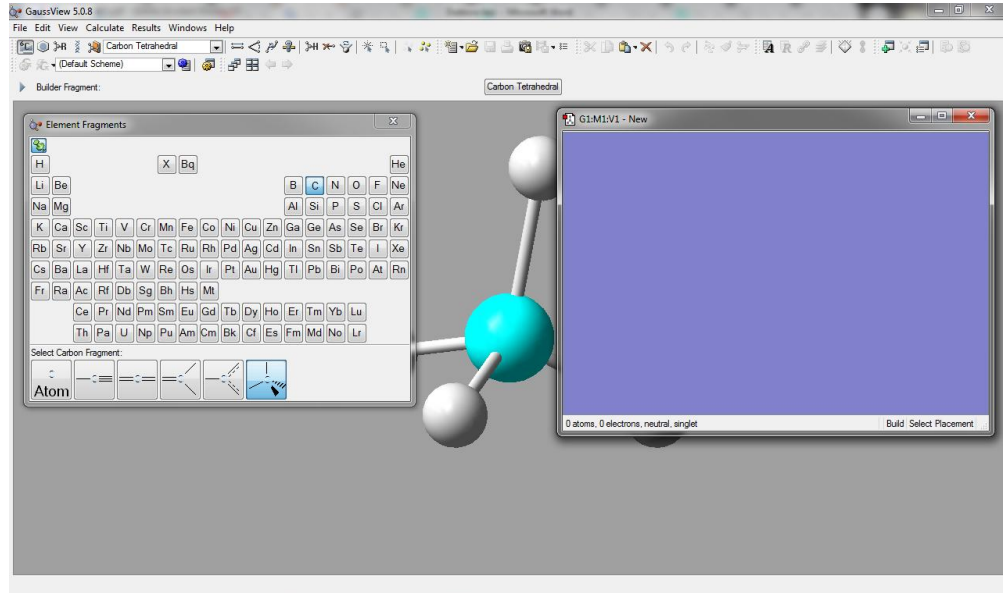 GaussView 5.0.8
File Edit View Calculate Results Windows Help
Carbon Tetrahedral
(Default Scheme)
Builder Fragment:
Carbon Tetrahedral
Element Fragments
H X Bq He
Li Be B C N O F Ne
Na Mg Al Si P S Cl Ar
K Ca Sc Ti V Cr Mn Fe Co Ni Cu Zn Ga Ge As Se Br Kr
Rb Sr Y Zr Nb Mo Tc Ru Rh Pd Ag Cd In Sn Sb Te I Xe
Cs Ba La Hf Ta W Re Os Ir Pt Au Hg Tl Pb Bi Po At Rn
Fr Ra Ac Rf Db Sg Bh Hs Mt
Ce Pr Nd Pm Sm Eu Gd Tb Dy Ho Er Tm Yb Lu
Th Pa U Np Pu Am Cm Bk Cf Es Fm Md No Lr
Select Carbon Fragment:
Atom
G1:M1:V1 - New
0 atoms, 0 electrons, neutral, singlet
Build Select Placement